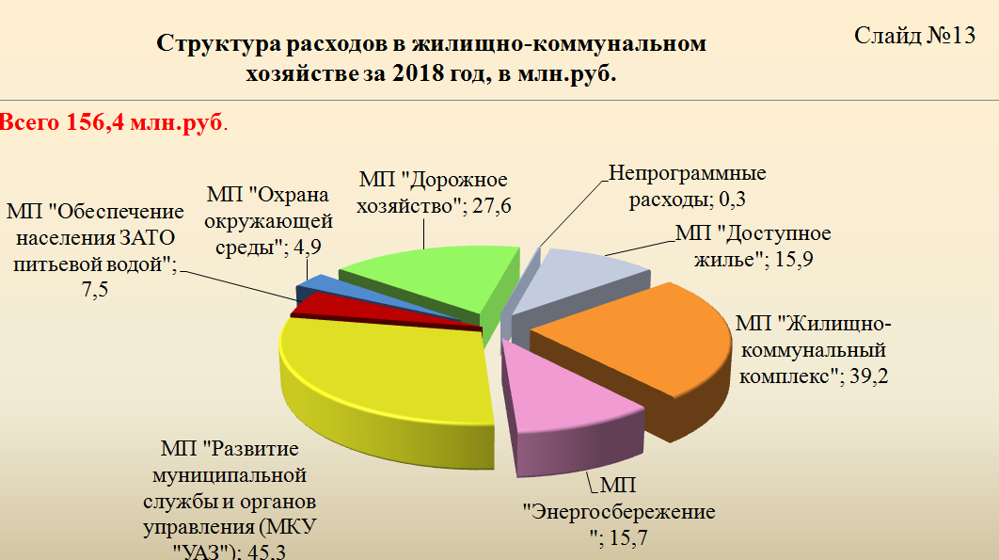 Слайд №13
Структура расходов в жилищно-коммунальном
хозяйстве за 2018 год, в млн.руб.
Всего 156,4 млн.руб.
МП "Обеспечение
населения ЗАТО
питьевой водой";
7,5
МП "Охрана
окружающей
среды"; 4,9
МП "Дорожное
хозяйство"; 27,6
Непрограммные
расходы; 0,3
МП "Доступное
жилье"; 15,9
МП "Жилищно-
коммунальный
комплекс"; 39,2
МП
"Энергосбережение
"; 15,7
МП "Развитие
муниципальной
службы и органов
управления (МКУ
"УАЗ"); 45,3